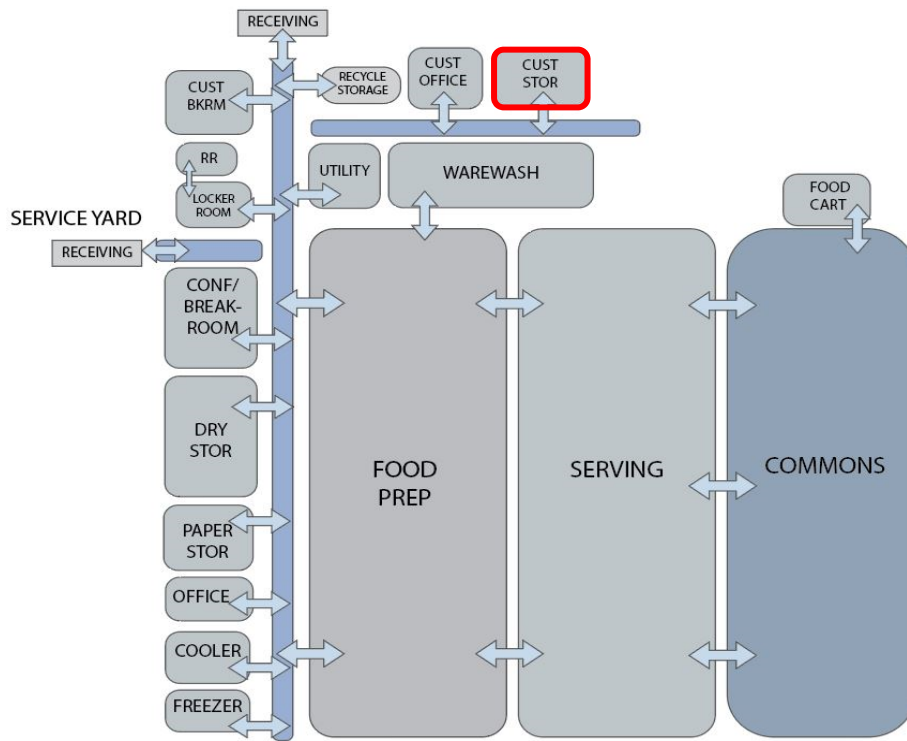 RECEIVING
CUST
BKRM
RECYCLE
STORAGE
CUST
OFFICE
CUST
STOR
RR
LOCKER
ROOM
UTILITY
WAREWASH
FOOD
CART
SERVICE YARD
RECEIVING
CONF/
BREAK-
ROOM
DRY
STOR
FOOD
PREP
SERVING
COMMONS
PAPER
STOR
OFFICE
COOLER
FREEZER